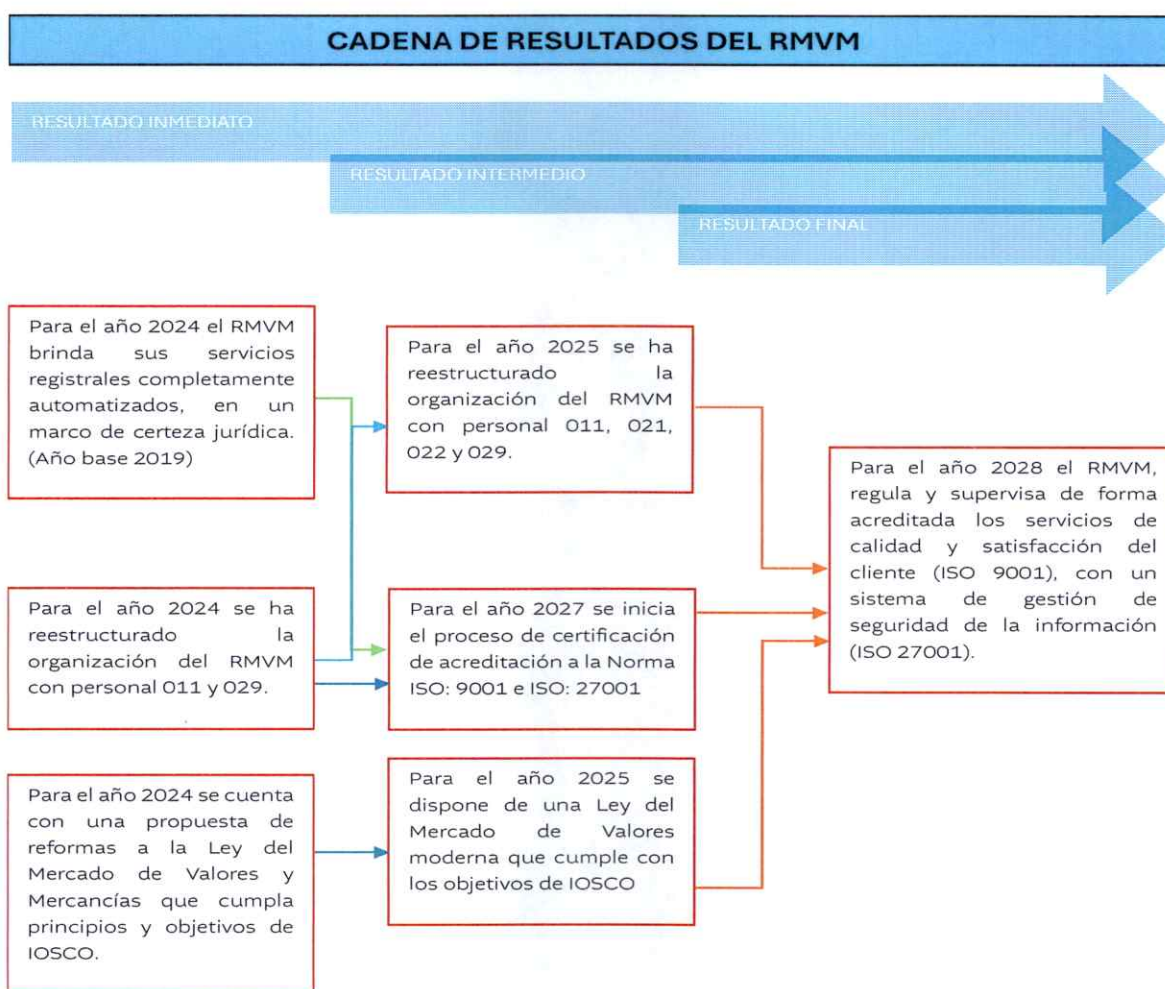 CADENA DE RESULTADOS DEL RMVM
RESULTADO INMEDIATO
RESULTADO INTERMEDIO
RESULTADO FINAL
Para el año 2024 el RMVM
brinda sus servicios
registrales completamente
automatizados, en un
marco de certeza jurídica.
(Año base 2019)
Para el año 2024 se ha
reestructurado la
organización del RMVM
con personal 011 y 029.
Para el año 2024 se cuenta
con una propuesta de
reformas a la Ley del
Mercado de Valores y
Mercancías que cumpla
principios y objetivos de
IOSCO.
Para el año 2025 se ha
reestructurado la
organización del RMVM
con personal 011, 021,
022 y 029.
Para el año 2027 se inicia
el proceso de certificación
de acreditación a la Norma
ISO: 9001 e ISO: 27001
Para el año 2025 se
dispone de una Ley del
Mercado de Valores
moderna que cumple con
los objetivos de IOSCO
Para el año 2028 el RMVM,
regula y supervisa de forma
acreditada los servicios de
calidad y satisfacción del
cliente (ISO 9001), con un
sistema de gestión de
seguridad de la información
(ISO 27001).